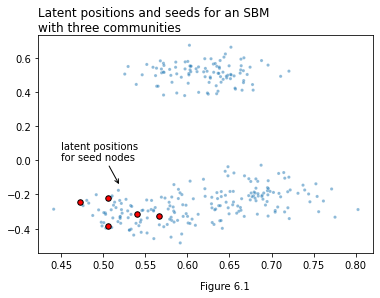 Latent positions and seeds for an SBM
with three communities
0.6
0.4
0.2
latent positions
for seed nodes
0.0
−0.2
−0.4
0.45 0.50 0.55 0.60 0.65 0.70 0.75 0.80
Figure 6.1